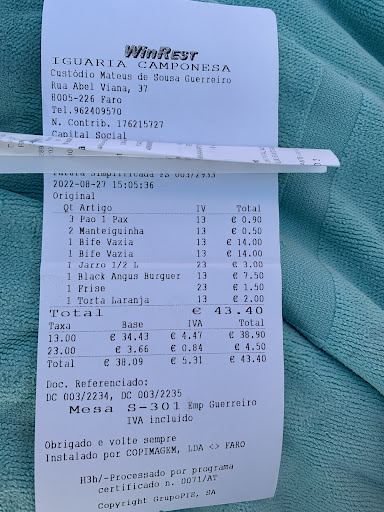 WinREST
IGUARIA CAMPONESA
Custódio Mateus de Sousa Guerreiro
Rua Abel Viana, 37
8005-226 Faro
Tel.962409570
N. Contrib. 176215727
Capital Social
Fatura Simplificada FS 003/2933
2022-08-27 15:05:36
Original
Qt Artigo IV Total
3 Pao 1 Pax 13 € 0.90
2 Manteiguinha 13 € 0.50
1 Bife Vazia 13 € 14.00
1 Bife Vazia 13 € 14.00
1 Jarro 1/2 L 23 € 3.00
1 Black Angus Burguer 13 € 7.50
1 Frise 23 € 1.50
1 Torta Laranja 13 € 2.00
Total € 43.40
Taxa Base IVA Total
13.00 € 34.43 € 4.47 € 38.90
23.00 € 3.66 € 0.84 € 4.50
Total € 38.09 € 5.31 € 43.40
Doc. Referenciado:
DC 003/2234, DC 003/2235
Mesa S-301 Emp Guerreiro
IVA incluido
Obrigado e volte sempre
Instalado por COPIMAGEM, LDA <> FARO
H3h/-Processado por programa
certificado n. 0071/AT
Copyright GrupoPIE, SA